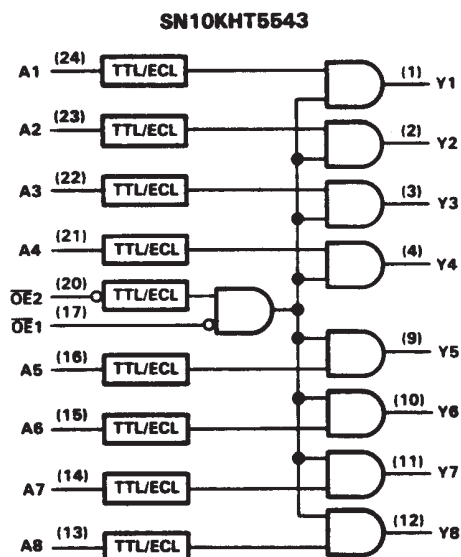 SN10KHT5543
A1 (24) TTL/ECL (1) Y1
A2 (23) TTL/ECL (2) Y2
A3 (22) TTL/ECL (3) Y3
A4 (21) TTL/ECL (4) Y4
O̅E̅2 (20) TTL/ECL
O̅E̅1 (17)
(9) Y5
A5 (16) TTL/ECL
(10) Y6
A6 (15) TTL/ECL
(11) Y7
A7 (14) TTL/ECL
(12) Y8
A8 (13) TTL/ECL